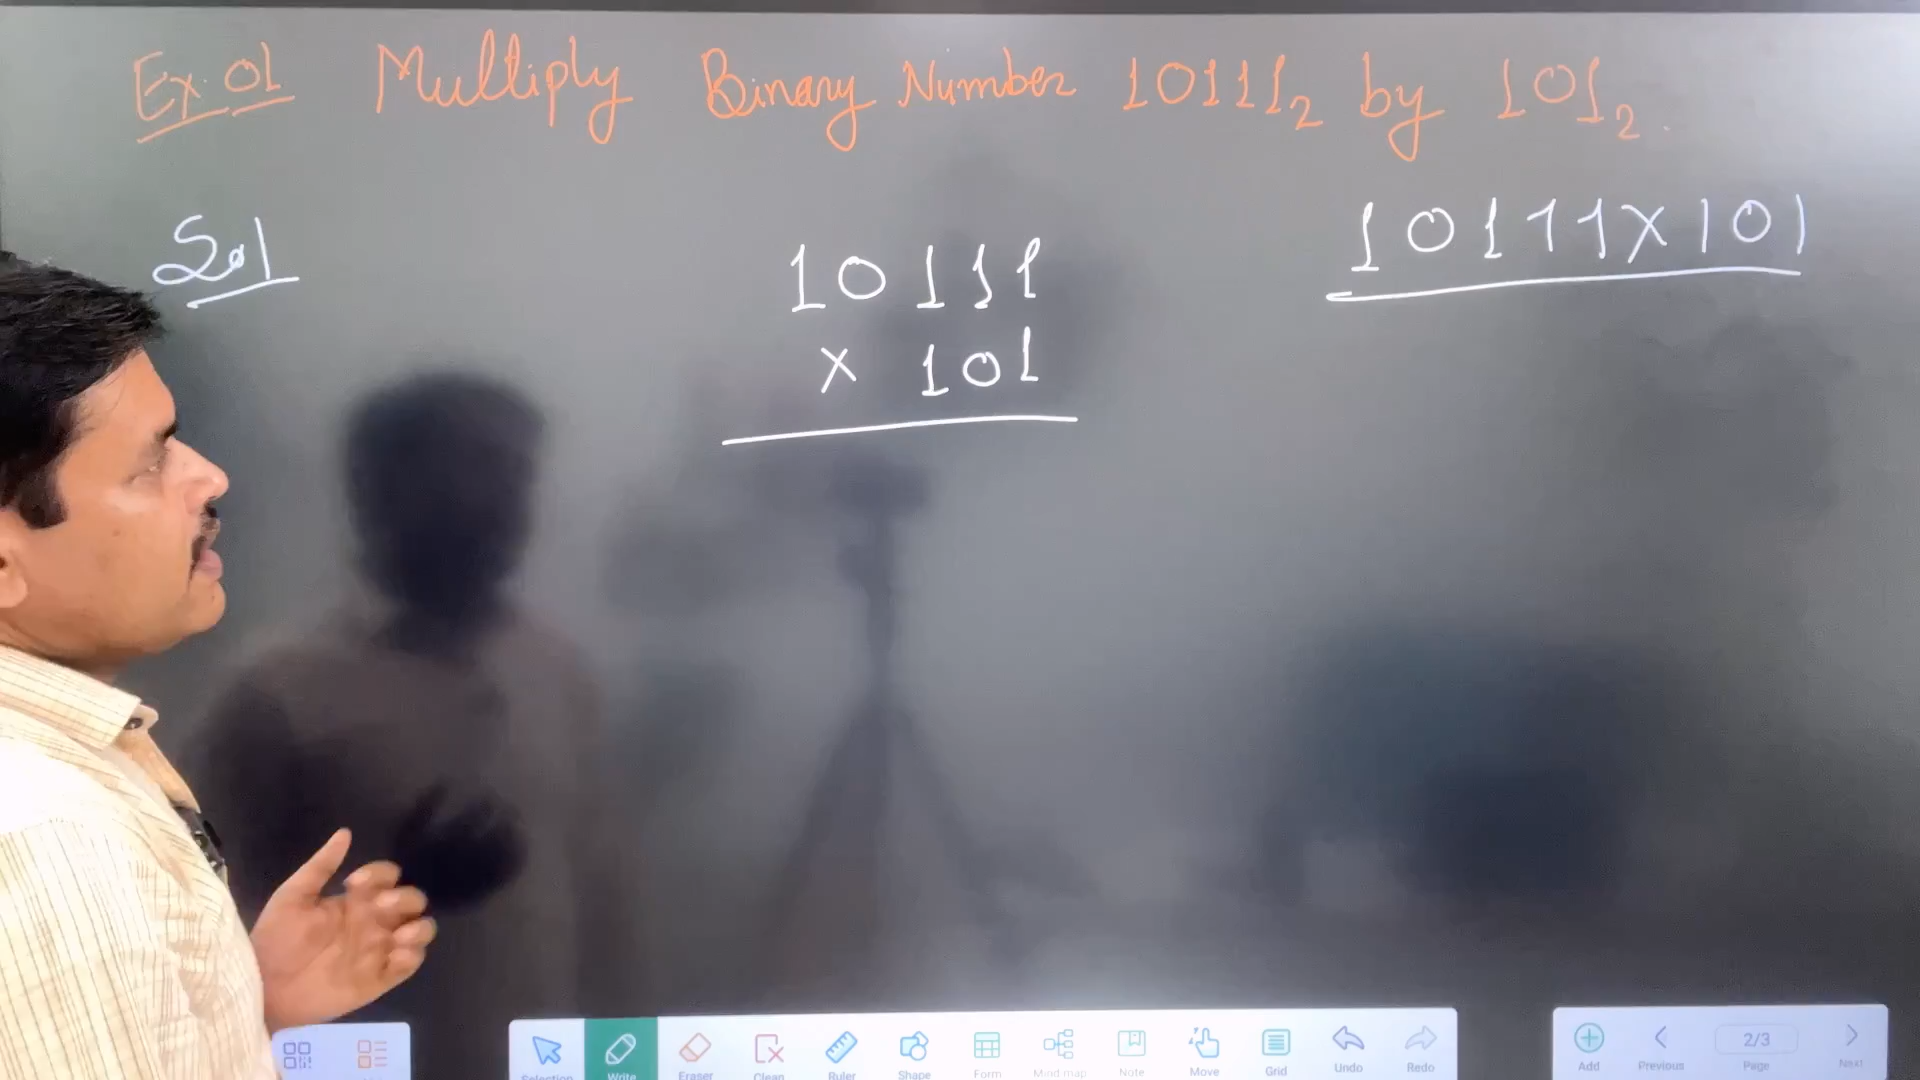 Ex.01 Multiply Binary Number 10111₂ by 101₂.
Sol
10111×101
10111
× 101
Selection Write Eraser Clean Ruler Shape Form Mind map Note Move Grid Undo Redo
Add Previous 2/3 Page Next